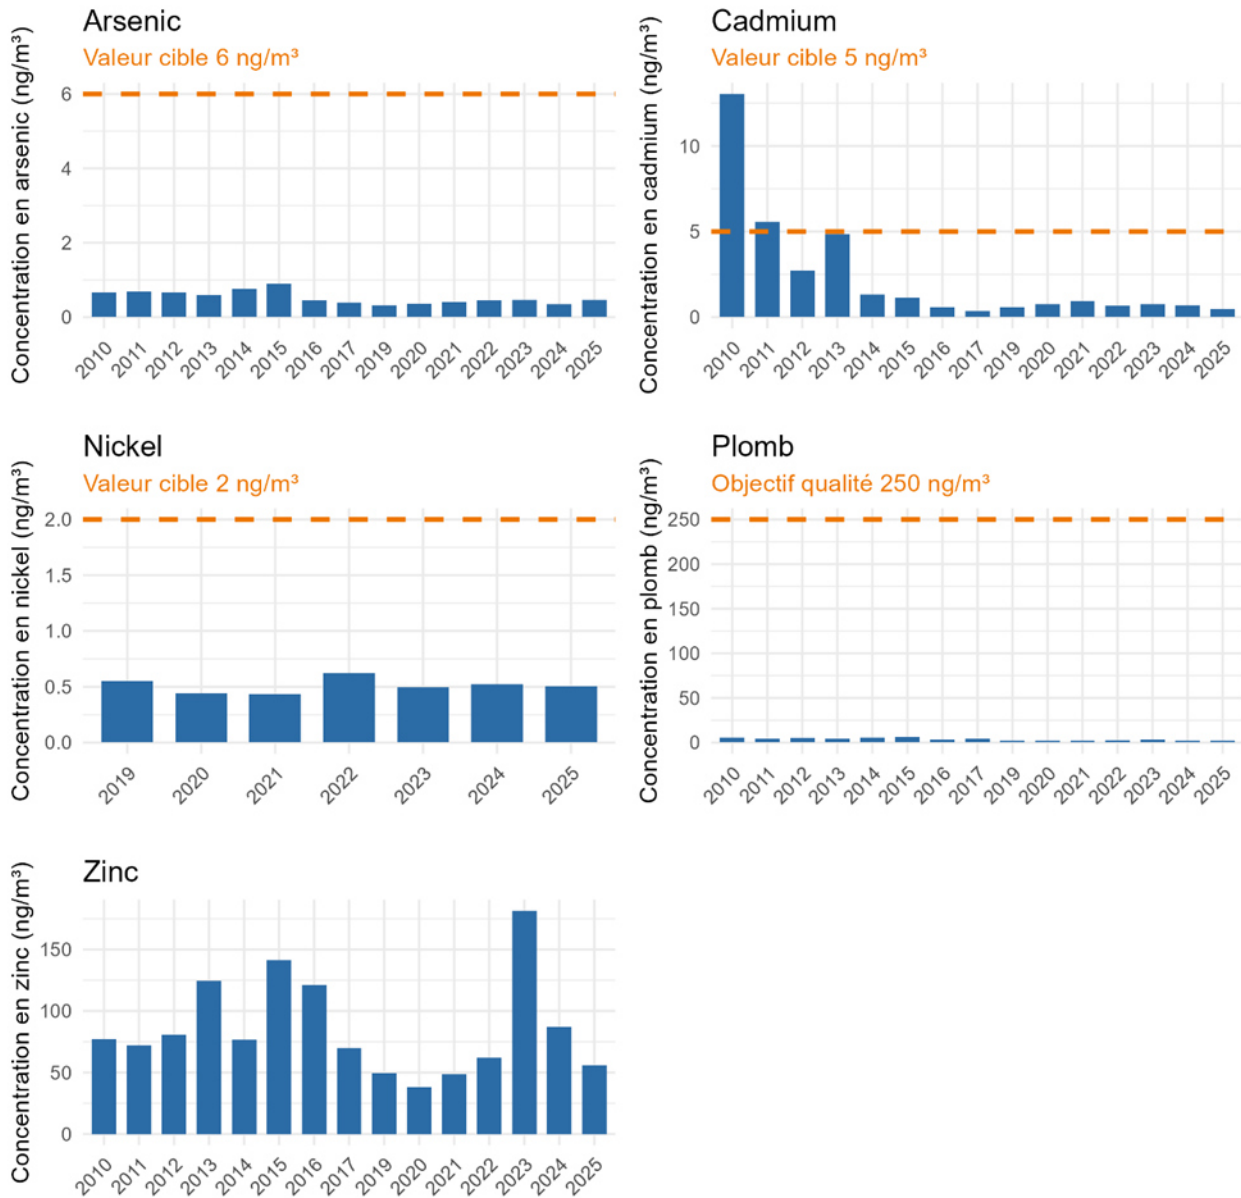 Arsenic
Valeur cible 6 ng/m³
Concentration en arsenic (ng/m³)
6
4
2
0
2010 2011 2012 2013 2014 2015 2016 2017 2019 2020 2021 2022 2023 2024 2025
Cadmium
Valeur cible 5 ng/m³
Concentration en cadmium (ng/m³)
10
5
0
2010 2011 2012 2013 2014 2015 2016 2017 2019 2020 2021 2022 2023 2024 2025
Nickel
Valeur cible 2 ng/m³
Concentration en nickel (ng/m³)
2.0
1.5
1.0
0.5
0.0
2019 2020 2021 2022 2023 2024 2025
Plomb
Objectif qualité 250 ng/m³
Concentration en plomb (ng/m³)
250
200
150
100
50
0
2010 2011 2012 2013 2014 2015 2016 2017 2019 2020 2021 2022 2023 2024 2025
Zinc
Concentration en zinc (ng/m³)
150
100
50
0
2010 2011 2012 2013 2014 2015 2016 2017 2019 2020 2021 2022 2023 2024 2025